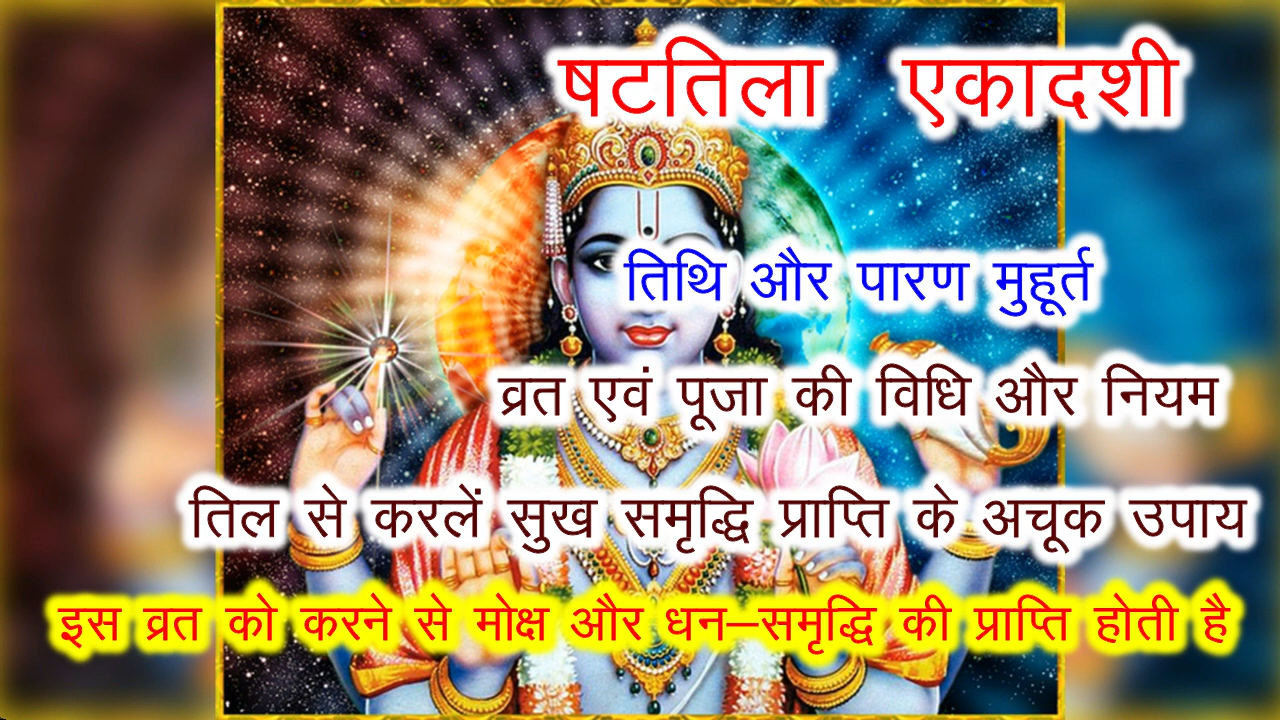 षटतिला एकादशी
तिथि और पारण मुहूर्त
व्रत एवं पूजा की विधि और नियम
तिल से करलें सुख समृद्धि प्राप्ति के अचूक उपाय
इस व्रत को करने से मोक्ष और धन–समृद्धि की प्राप्ति होती है